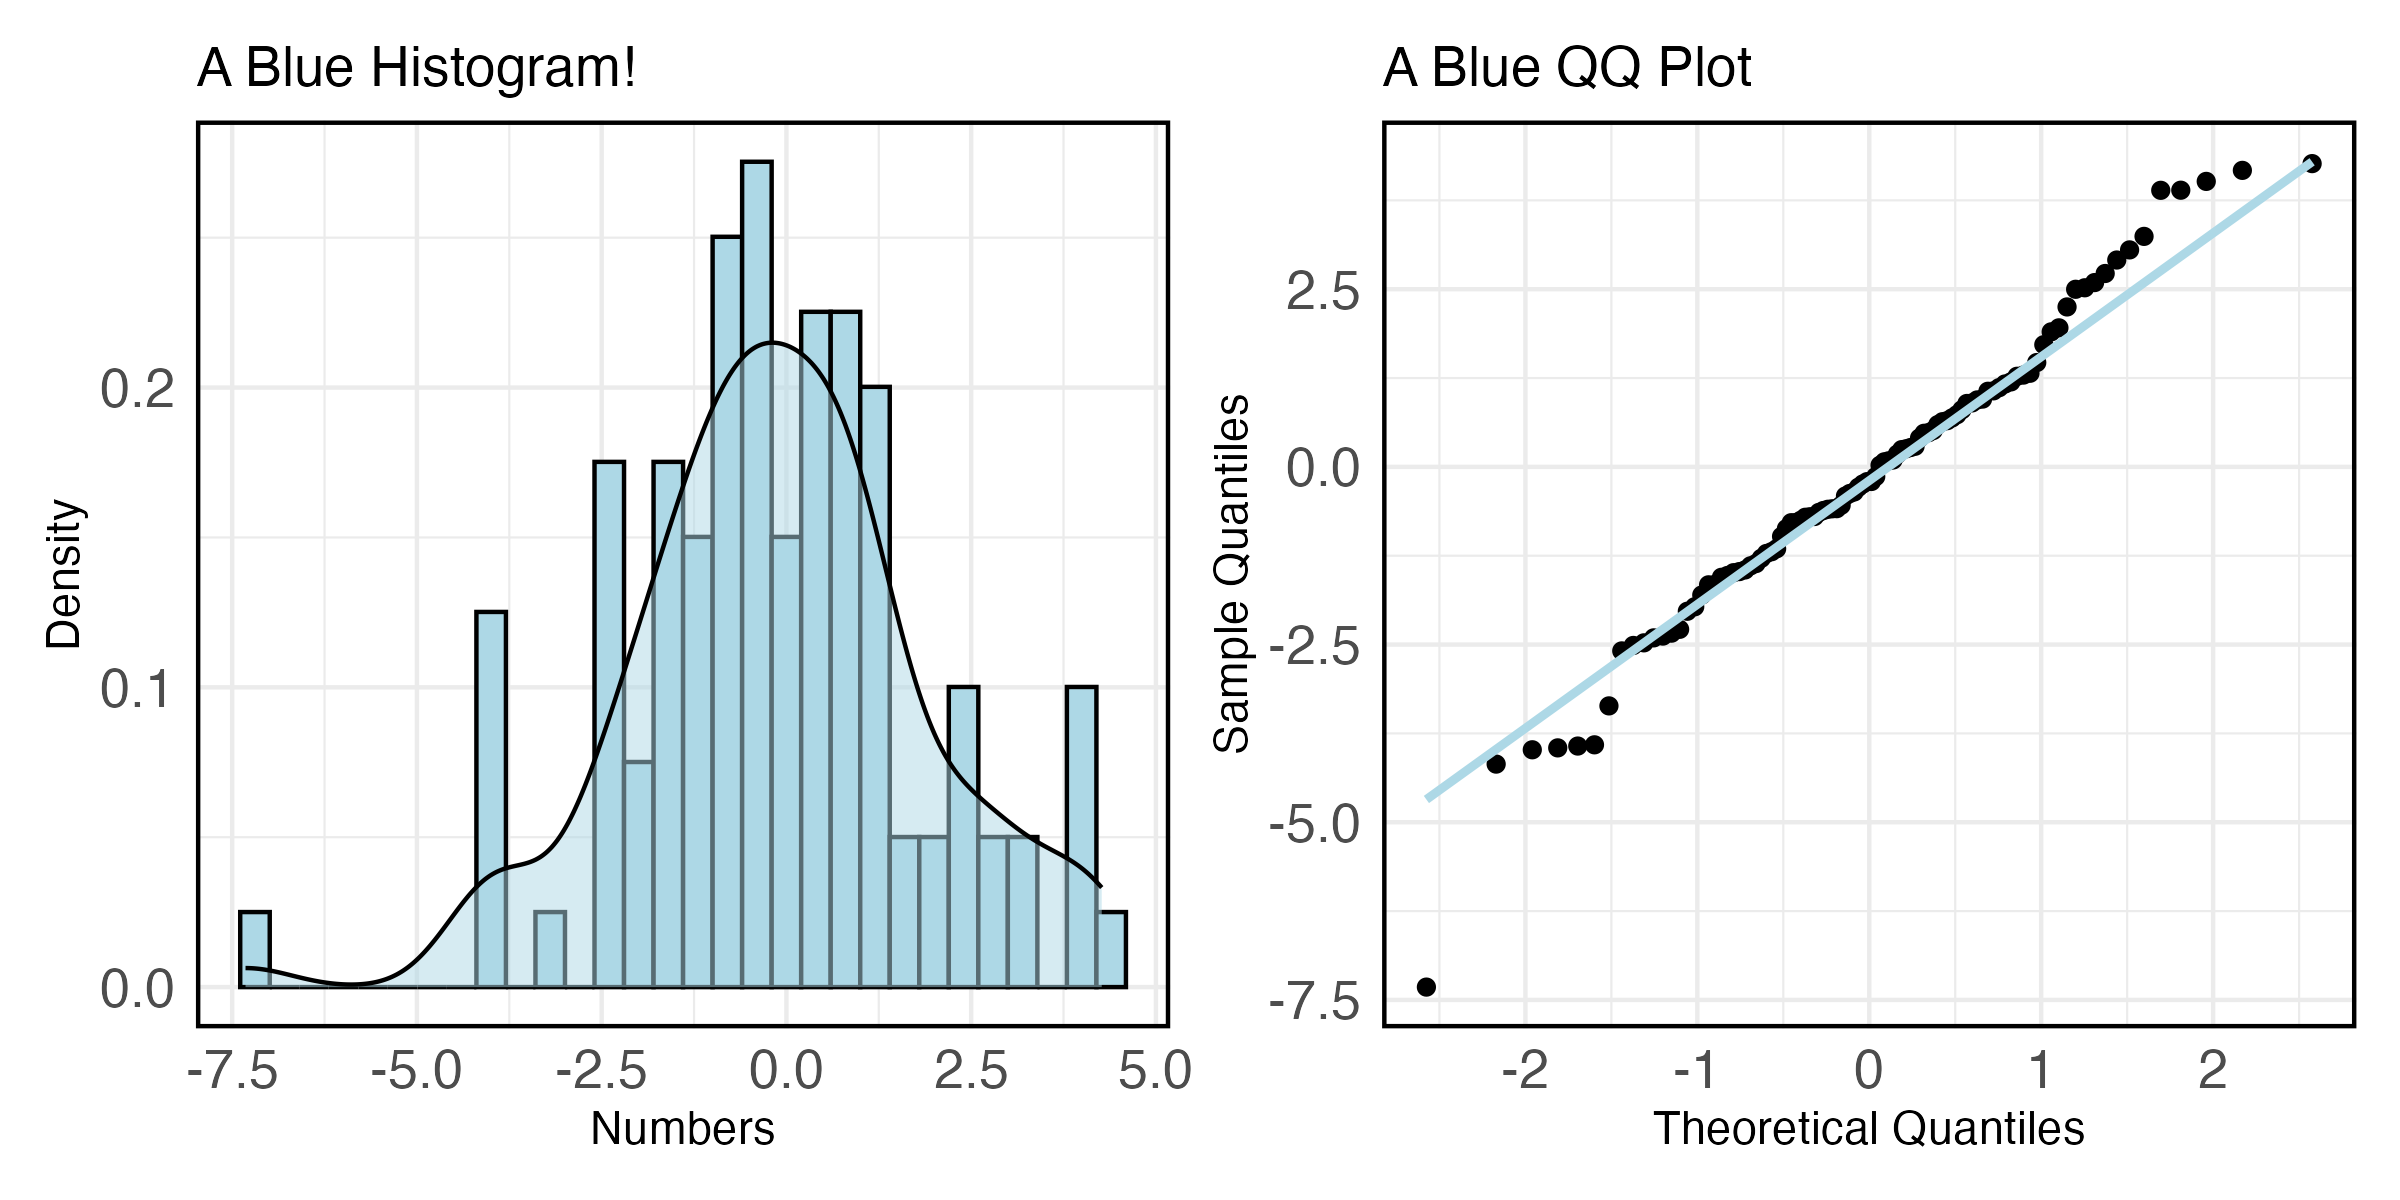 A Blue Histogram!
Density
0.2
0.1
0.0
-7.5 -5.0 -2.5 0.0 2.5 5.0
Numbers
A Blue QQ Plot
Sample Quantiles
2.5
0.0
-2.5
-5.0
-7.5
-2 -1 0 1 2
Theoretical Quantiles